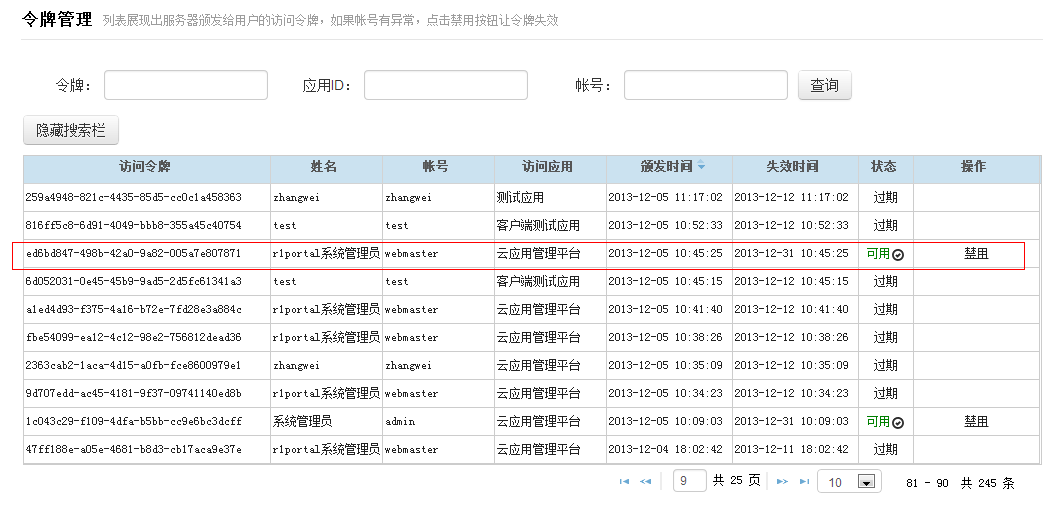 令牌管理 列表展现出服务器颁发给用户的访问令牌，如果帐号有异常，点击禁用按钮让令牌失效
令牌： 应用ID： 帐号： 查询
隐藏搜索栏
访问令牌 姓名 帐号 访问应用 颁发时间 失效时间 状态 操作
259a4948-821c-4435-85d5-cc0c1a458363 zhangwei zhangwei 测试应用 2013-12-05 11:17:02 2013-12-12 11:17:02 过期
816ff5c8-6d91-4049-bbb8-355a45c40754 test test 客户端测试应用 2013-12-05 10:52:33 2013-12-12 10:52:33 过期
ed6bd847-498b-42a0-9a82-005a7e807871 r1portal系统管理员 webmaster 云应用管理平台 2013-12-05 10:45:25 2013-12-31 10:45:25 可用 禁用
6d052031-0e45-45b9-9ad5-2d5fc61341a3 test test 客户端测试应用 2013-12-05 10:45:15 2013-12-12 10:45:15 过期
a1ed4d93-f375-4a16-b72e-7fd28e3a884c r1portal系统管理员 webmaster 云应用管理平台 2013-12-05 10:41:40 2013-12-12 10:41:40 过期
fbe54099-ea12-4c12-98e2-756812dead36 r1portal系统管理员 webmaster 云应用管理平台 2013-12-05 10:38:26 2013-12-12 10:38:26 过期
2363cab2-1aca-4d15-a0fb-fce8600979e1 zhangwei zhangwei 云应用管理平台 2013-12-05 10:35:09 2013-12-12 10:35:09 过期
9d707edd-ac45-4181-9f37-09741140ed8b r1portal系统管理员 webmaster 云应用管理平台 2013-12-05 10:34:23 2013-12-12 10:34:23 过期
1c043c29-f109-4dfa-b5bb-cc9e6bc3dcff 系统管理员 admin 云应用管理平台 2013-12-05 10:09:03 2013-12-31 10:09:03 可用 禁用
47ff188e-a05e-4681-b8d3-cb17aca9e37e r1portal系统管理员 webmaster 云应用管理平台 2013-12-04 18:02:42 2013-12-11 18:02:42 过期
9 共 25 页 10 81 - 90 共 245 条